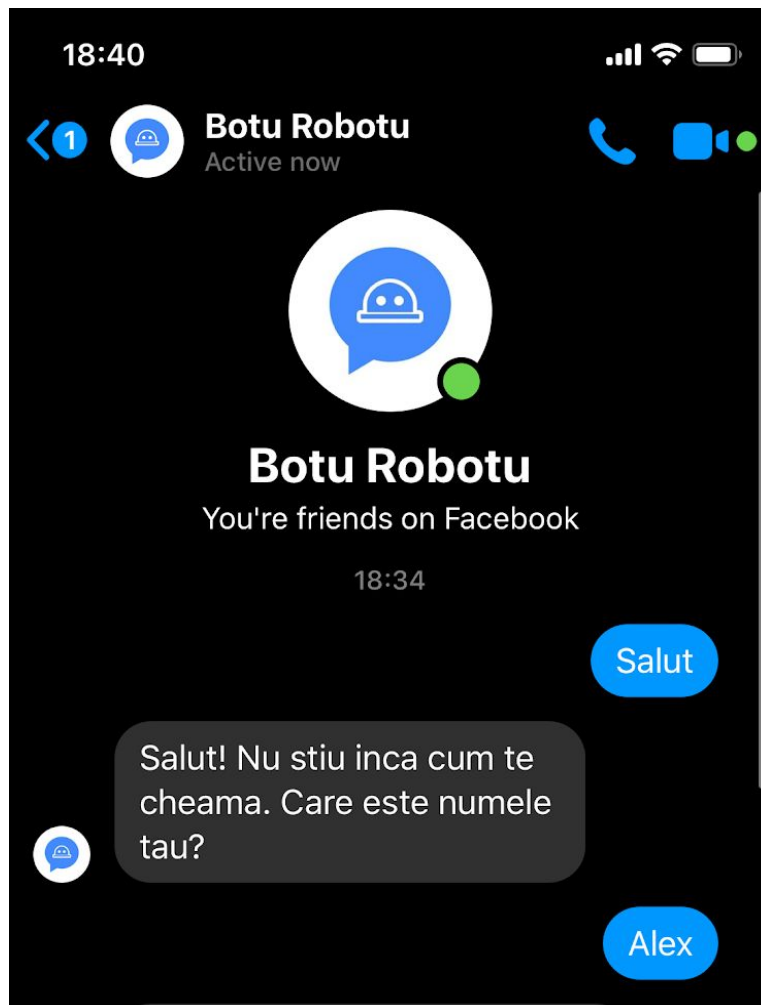 18:40
1
Botu Robotu
Active now
Botu Robotu
You're friends on Facebook
18:34
Salut
Salut! Nu stiu inca cum te
cheama. Care este numele
tau?
Alex